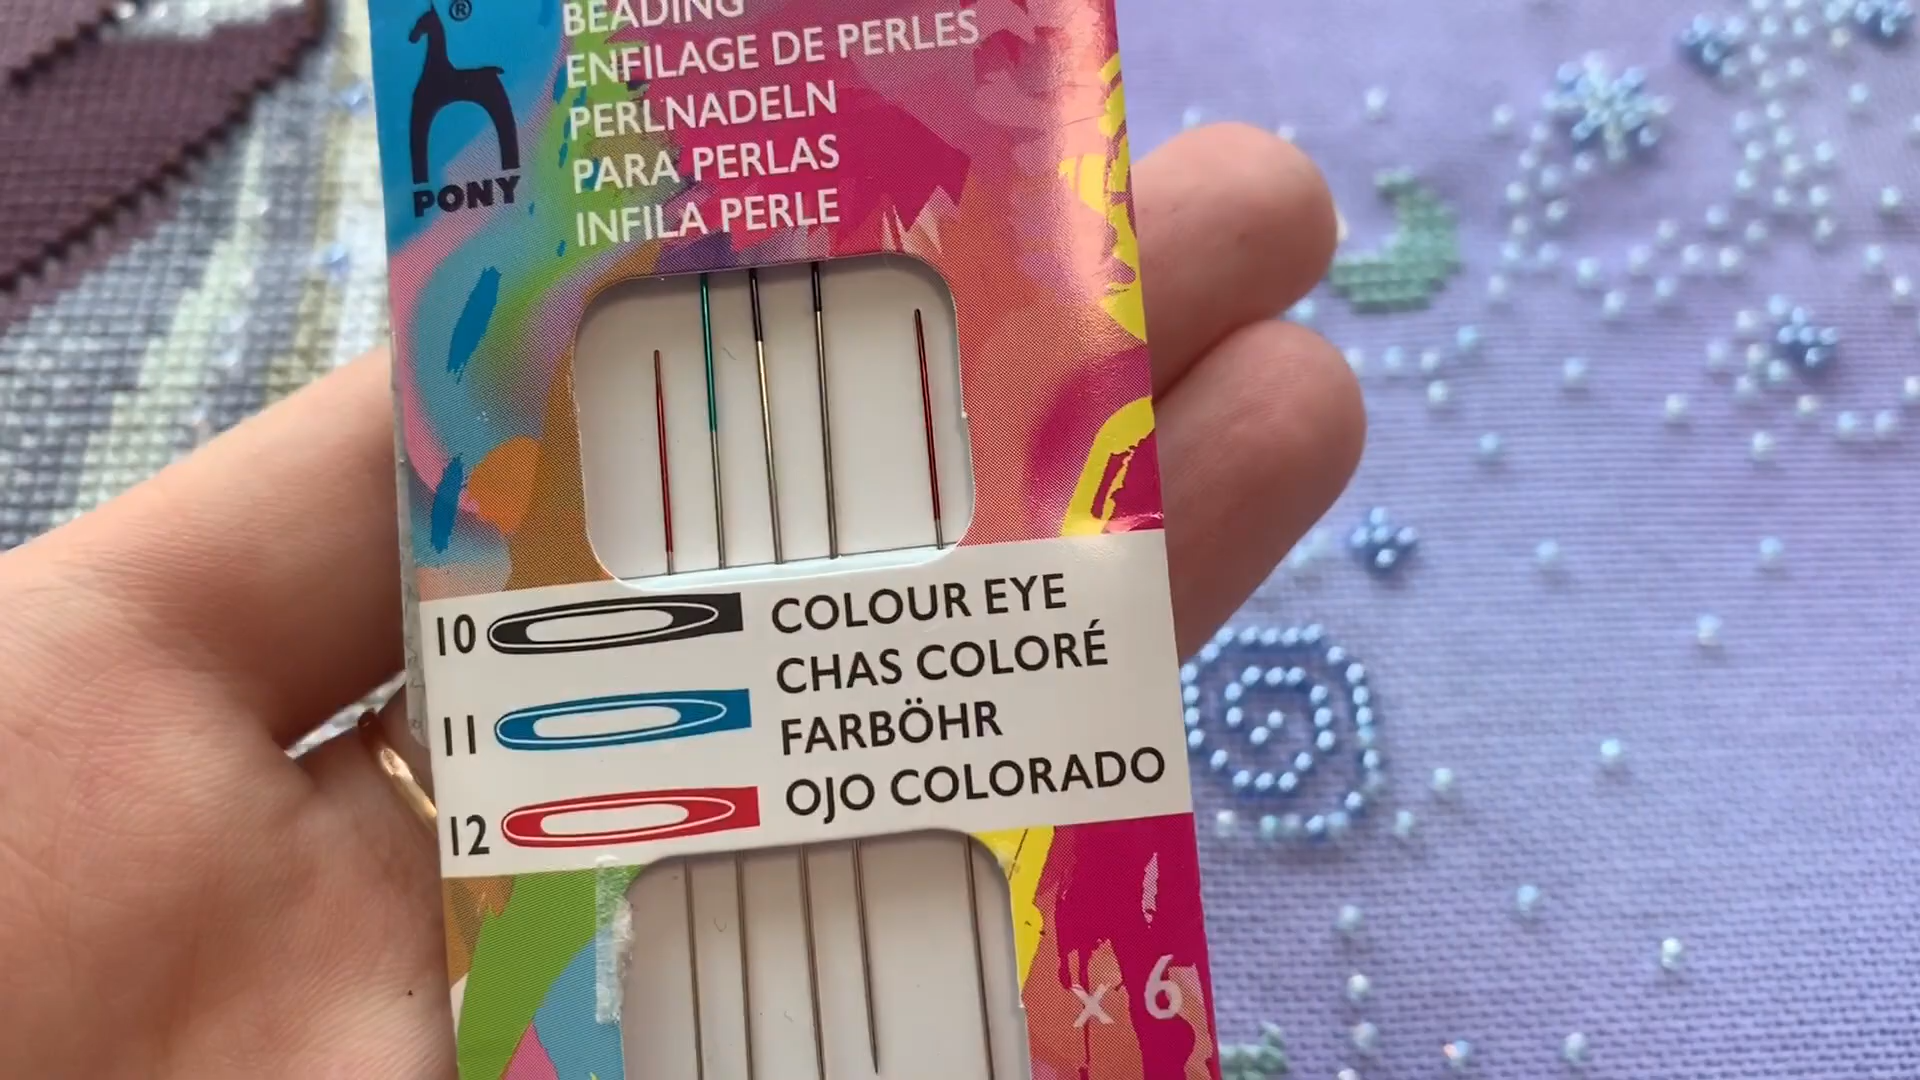 ®
PONY
BEADING
ENFILAGE DE PERLES
PERLNADELN
PARA PERLAS
INFILA PERLE
10
11
12
COLOUR EYE
CHAS COLORÉ
FARBÖHR
OJO COLORADO
x 6